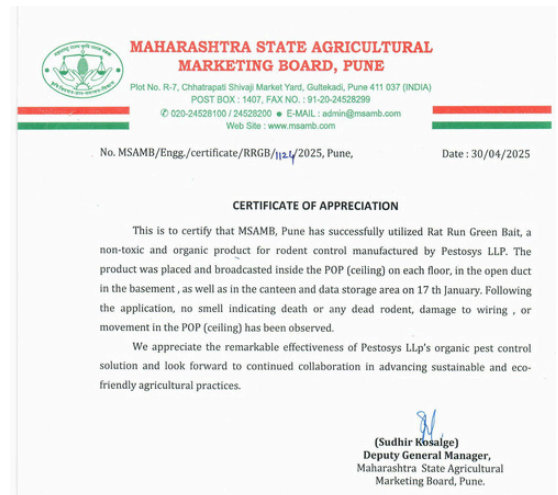 MAHARASHTRA STATE AGRICULTURAL
MARKETING BOARD, PUNE
Plot No. R-7, Chhatrapati Shivaji Market Yard, Gultekadi, Pune 411 037 (INDIA)
POST BOX : 1407, FAX NO. : 91-20-24528299
✆ 020-24528100 / 24528200 ● E-MAIL : admin@msamb.com
Web Site : www.msamb.com
No. MSAMB/Engg./certificate/RRGB/1124/2025, Pune,
Date : 30/04/2025
CERTIFICATE OF APPRECIATION
This is to certify that MSAMB, Pune has successfully utilized Rat Run Green Bait, a
non-toxic and organic product for rodent control manufactured by Pestosys LLP. The
product was placed and broadcasted inside the POP (ceiling) on each floor, in the open duct
in the basement , as well as in the canteen and data storage area on 17 th January. Following
the application, no smell indicating death or any dead rodent, damage to wiring , or
movement in the POP (ceiling) has been observed.
We appreciate the remarkable effectiveness of Pestosys LLp's organic pest control
solution and look forward to continued collaboration in advancing sustainable and eco-
friendly agricultural practices.
(Sudhir Kosalge)
Deputy General Manager,
Maharashtra State Agricultural
Marketing Board, Pune.